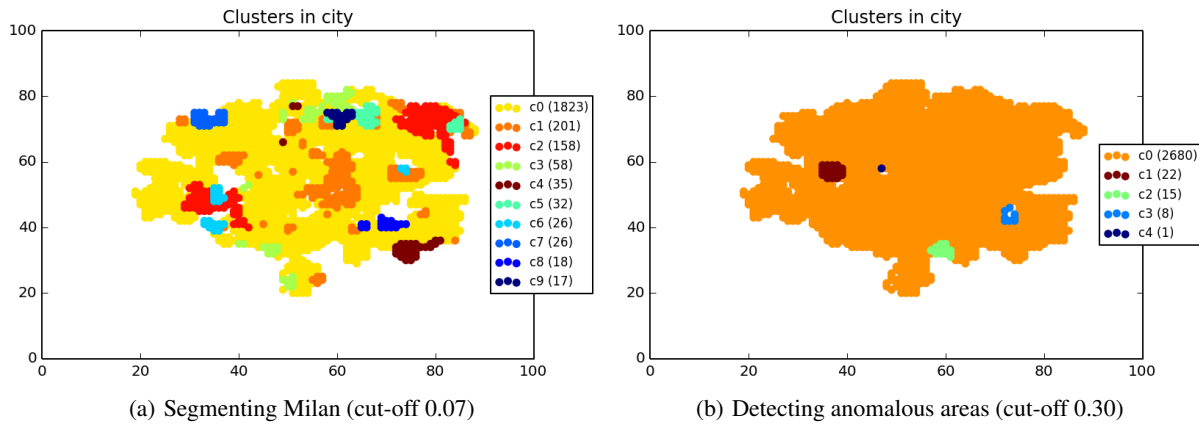 Clusters in city
100
80
60
40
20
0
0 20 40 60 80 100
c0 (1823)
c1 (201)
c2 (158)
c3 (58)
c4 (35)
c5 (32)
c6 (26)
c7 (26)
c8 (18)
c9 (17)
(a) Segmenting Milan (cut-off 0.07)
Clusters in city
100
80
60
40
20
0
0 20 40 60 80 100
c0 (2680)
c1 (22)
c2 (15)
c3 (8)
c4 (1)
(b) Detecting anomalous areas (cut-off 0.30)